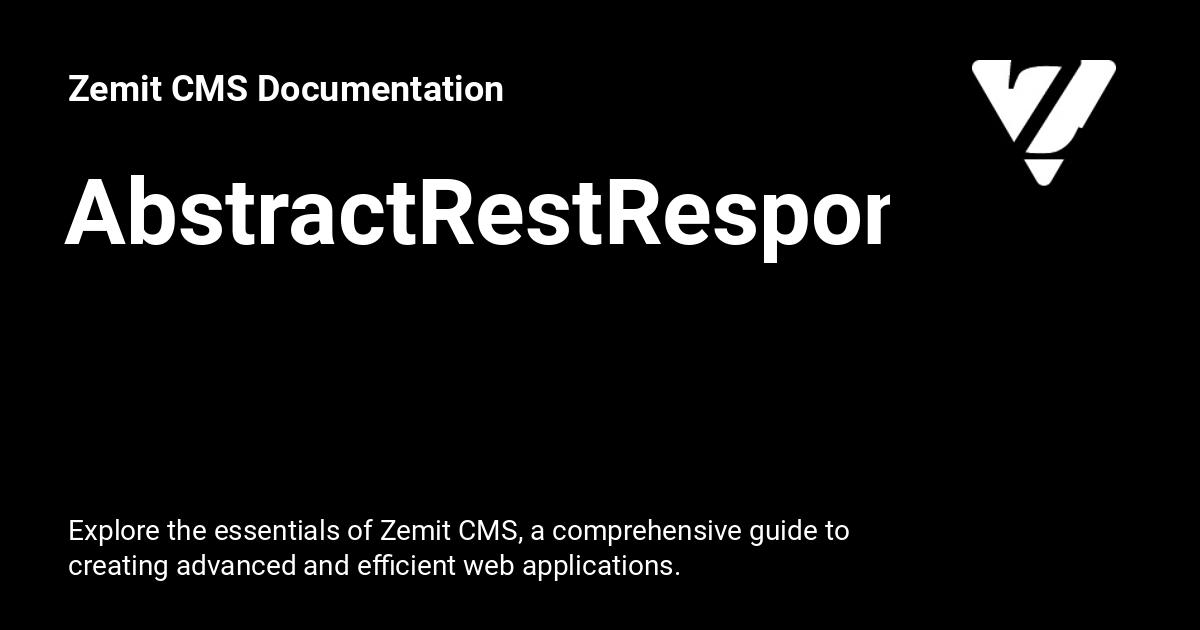 Zemit CMS Documentation
AbstractRestRespor
Explore the essentials of Zemit CMS, a comprehensive guide to
creating advanced and efficient web applications.